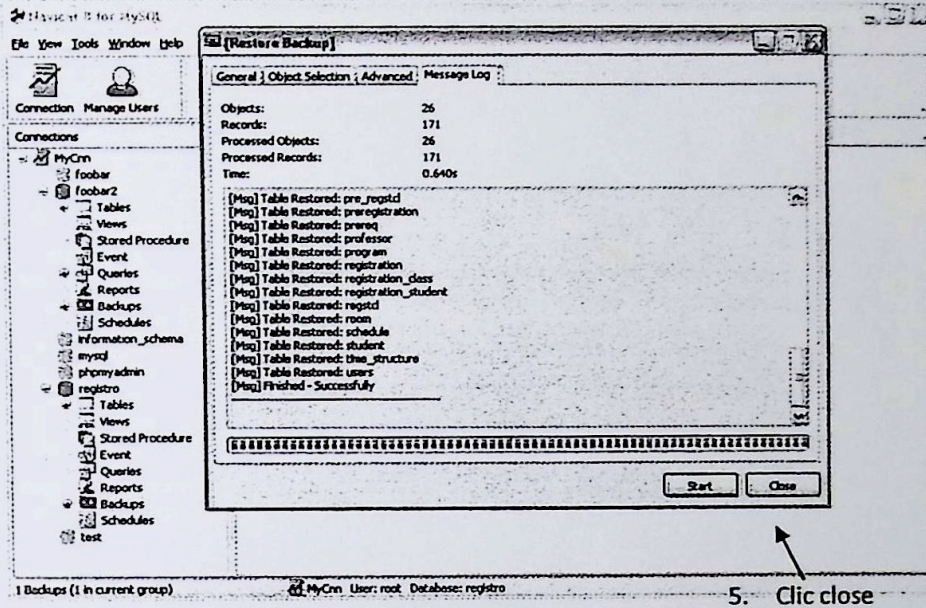 Navicat 8 for MySQL
File View Tools Window Help
Connection Manage Users
Connections
MyCnn
foobar
foobar2
Tables
Views
Stored Procedure
Event
Queries
Reports
Backups
Schedules
information_schema
mysql
phpmyadmin
registro
Tables
Views
Stored Procedure
Event
Queries
Reports
Backups
Schedules
test
[Restore Backup]
General Object Selection Advanced Message Log
Objects: 26
Records: 171
Processed Objects: 26
Processed Records: 171
Time: 0.640s
[Msg] Table Restored: pre_regstcl
[Msg] Table Restored: preregistration
[Msg] Table Restored: prereq
[Msg] Table Restored: professor
[Msg] Table Restored: program
[Msg] Table Restored: registration
[Msg] Table Restored: registration_class
[Msg] Table Restored: registration_student
[Msg] Table Restored: regstcl
[Msg] Table Restored: room
[Msg] Table Restored: schedule
[Msg] Table Restored: student
[Msg] Table Restored: time_structure
[Msg] Table Restored: users
[Msg] Finished - Successfully
Start Close
1 Backups (1 in current group) MyCnn User: root Database: registro
5. Clic close